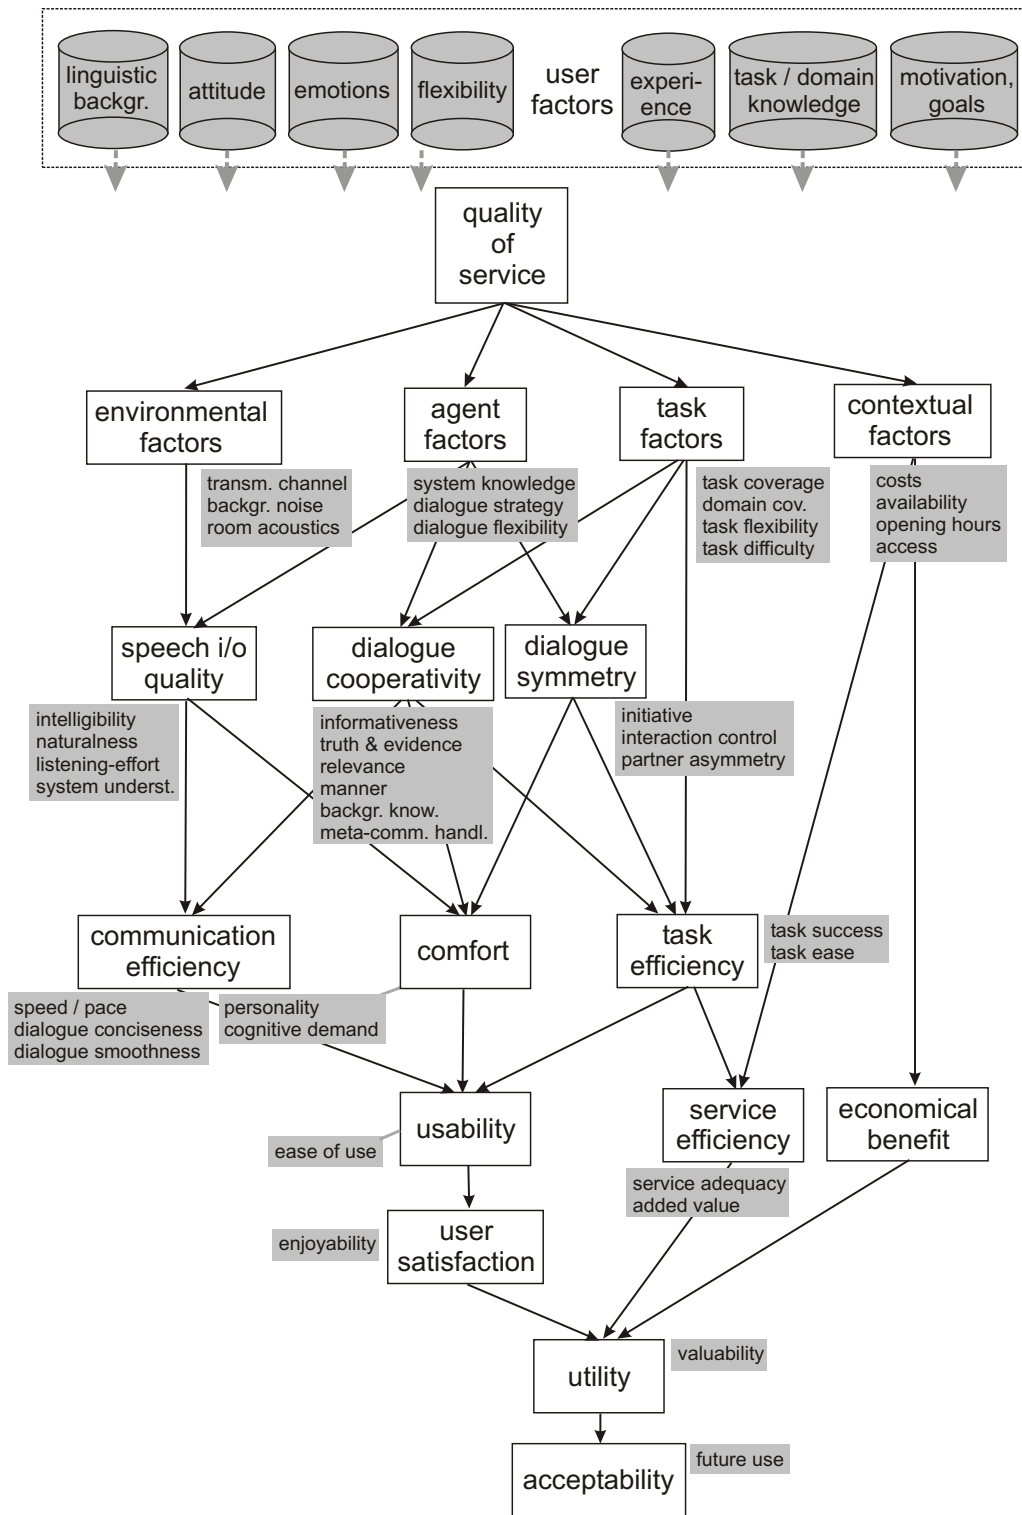 linguistic
backgr.
attitude
emotions
flexibility
user
factors
experi-
ence
task / domain
knowledge
motivation,
goals
quality
of
service
environmental
factors
agent
factors
task
factors
contextual
factors
transm. channel
backgr. noise
room acoustics
system knowledge
dialogue strategy
dialogue flexibility
task coverage
domain cov.
task flexibility
task difficulty
costs
availability
opening hours
access
speech i/o
quality
dialogue
cooperativity
dialogue
symmetry
intelligibility
naturalness
listening-effort
system underst.
informativeness
truth & evidence
relevance
manner
backgr. know.
meta-comm. handl.
initiative
interaction control
partner asymmetry
communication
efficiency
comfort
task
efficiency
task success
task ease
speed / pace
dialogue conciseness
dialogue smoothness
personality
cognitive demand
usability
service
efficiency
economical
benefit
ease of use
service adequacy
added value
user
satisfaction
enjoyability
utility
valuability
acceptability
future use